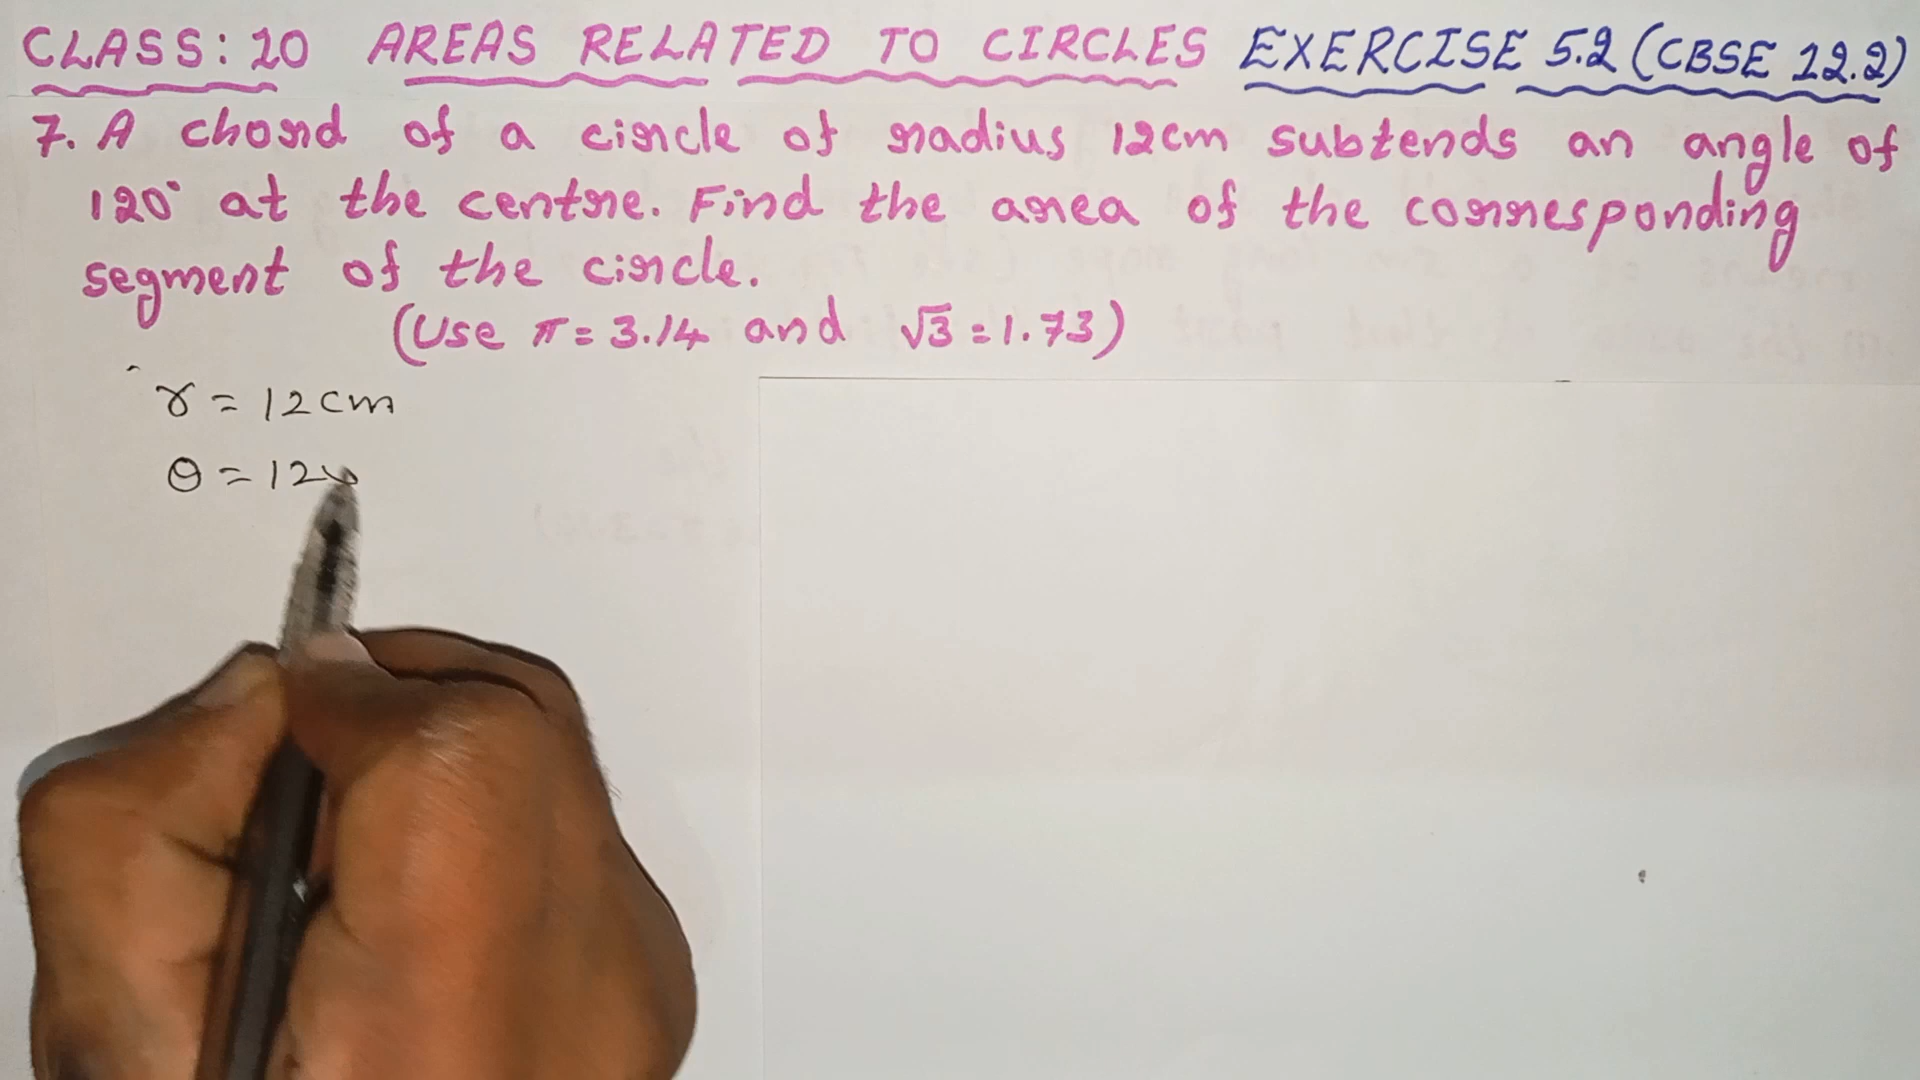 CLASS: 10 AREAS RELATED TO CIRCLES EXERCISE 5.2 (CBSE 12.2)
7. A chord of a circle of radius 12cm subtends an angle of
120° at the centre. Find the area of the corresponding
segment of the circle.
(Use π = 3.14 and √3 = 1.73)
r = 12cm
θ = 120